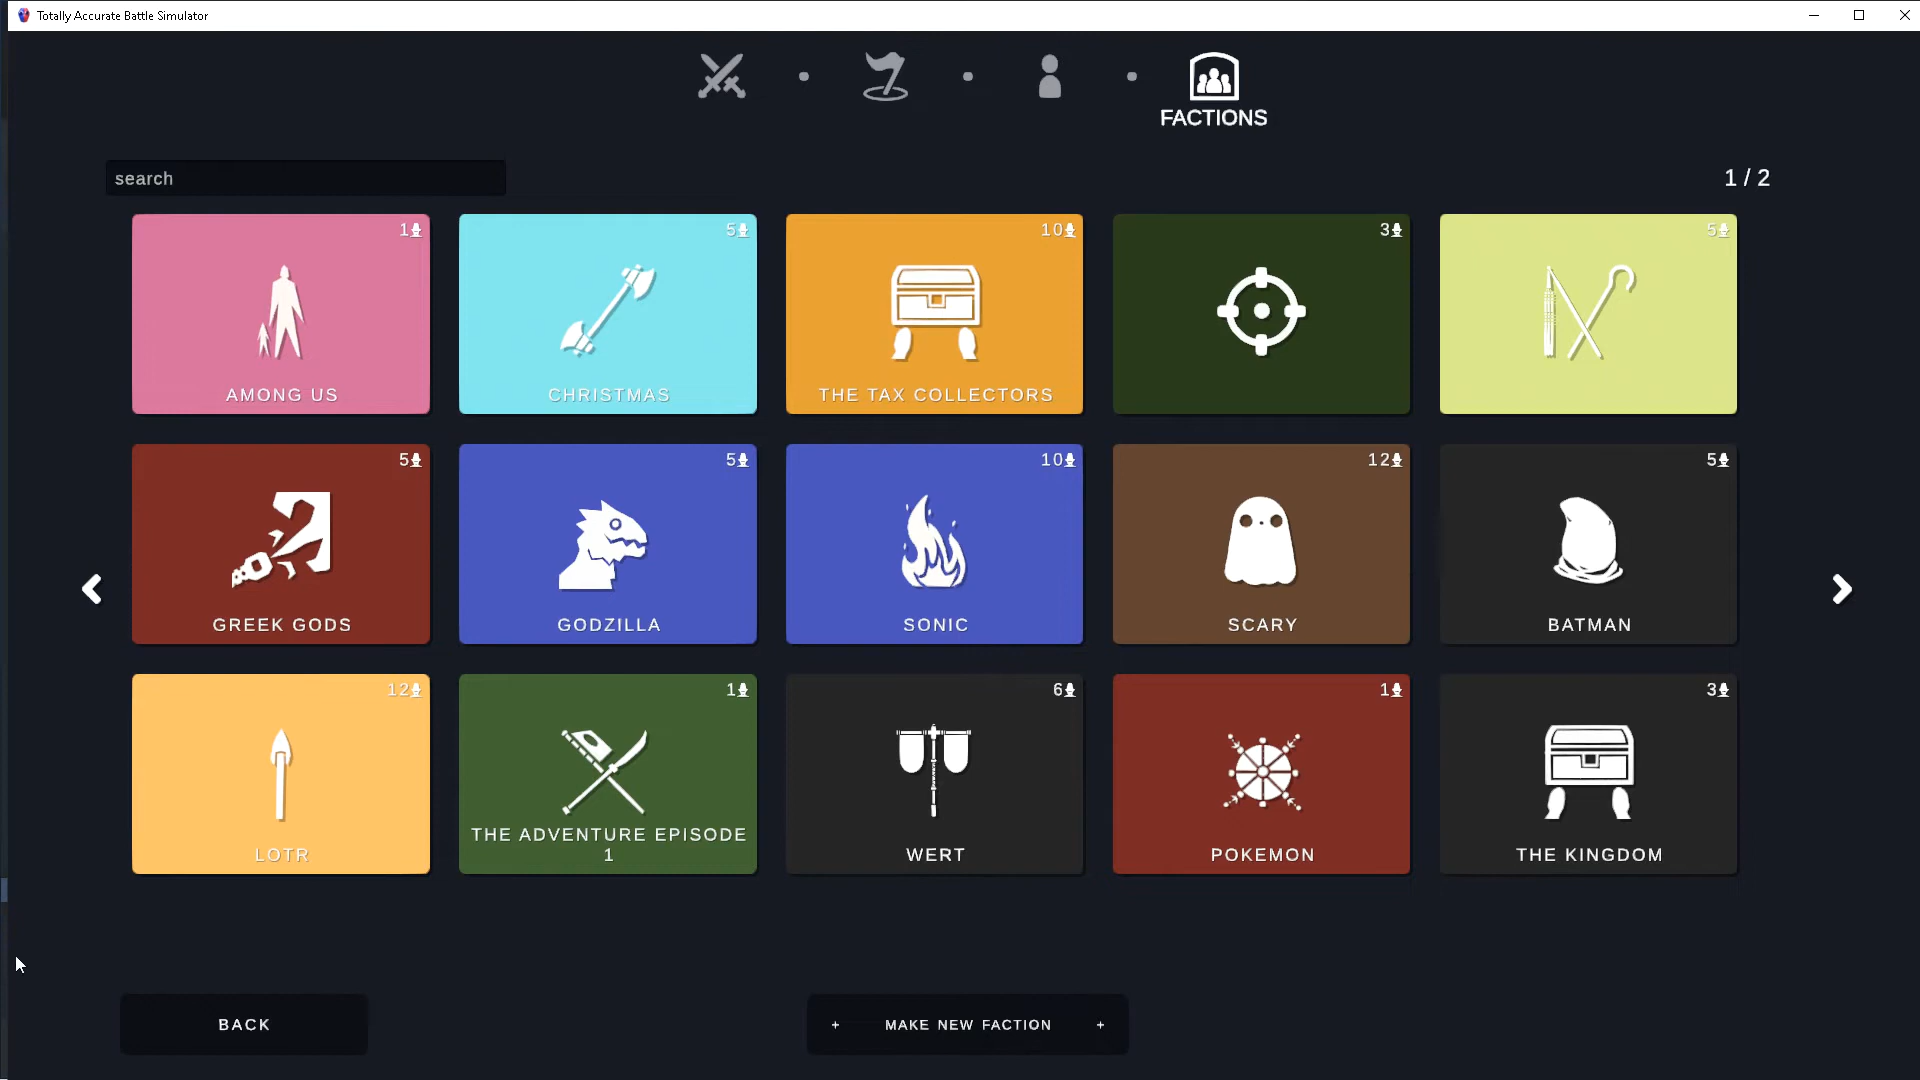 Totally Accurate Battle Simulator
FACTIONS
search
1 / 2
1
5
10
3
5
AMONG US
CHRISTMAS
THE TAX COLLECTORS
5
5
10
12
5
GREEK GODS
GODZILLA
SONIC
SCARY
BATMAN
12
1
6
1
3
LOTR
THE ADVENTURE EPISODE
1
WERT
POKEMON
THE KINGDOM
BACK
+ MAKE NEW FACTION +